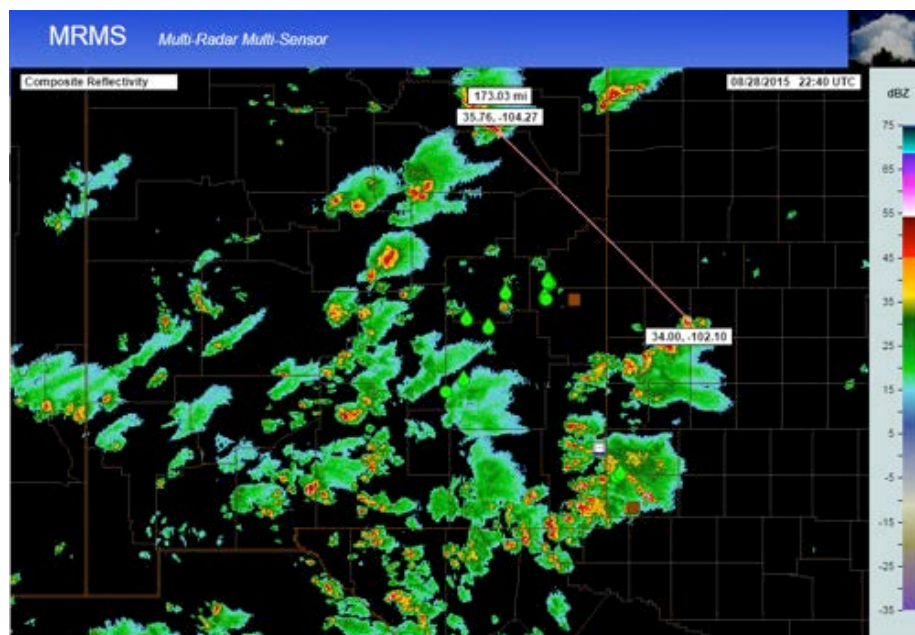 MRMS Multi-Radar Multi-Sensor
Composite Reflectivity
08/28/2015 22:40 UTC
dBZ
173.03 mi
35.76, -104.27
34.00, -102.10
75
65
55
45
35
25
15
5
-5
-15
-25
-35